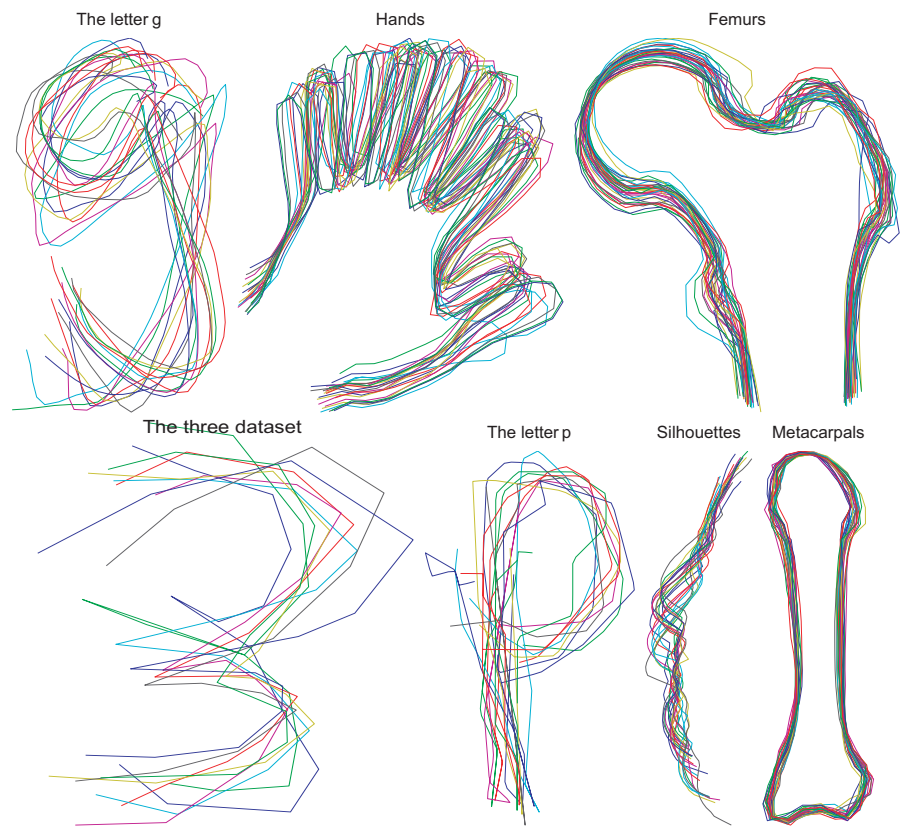 The letter g
Hands
Femurs
The three dataset
The letter p
Silhouettes
Metacarpals